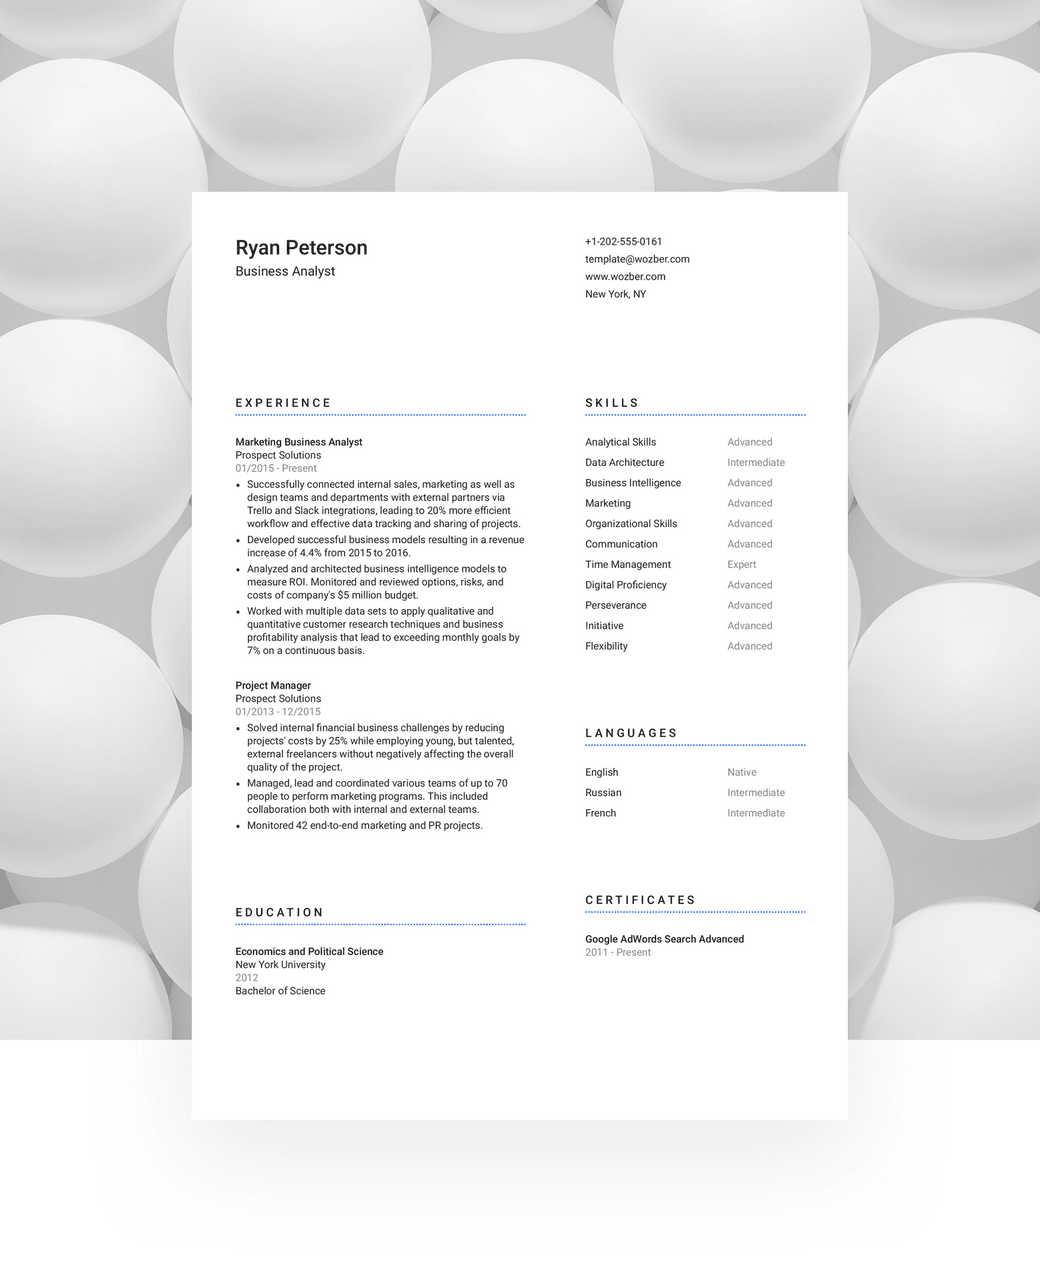 Ryan Peterson
Business Analyst
+1-202-555-0161
template@wozber.com
www.wozber.com
New York, NY
EXPERIENCE
Marketing Business Analyst
Prospect Solutions
01/2015 - Present
• Successfully connected internal sales, marketing as well as
design teams and departments with external partners via
Trello and Slack integrations, leading to 20% more efficient
workflow and effective data tracking and sharing of projects.
• Developed successful business models resulting in a revenue
increase of 4.4% from 2015 to 2016.
• Analyzed and architected business intelligence models to
measure ROI. Monitored and reviewed options, risks, and
costs of company's $5 million budget.
• Worked with multiple data sets to apply qualitative and
quantitative customer research techniques and business
profitability analysis that lead to exceeding monthly goals by
7% on a continuous basis.
Project Manager
Prospect Solutions
01/2013 - 12/2015
• Solved internal financial business challenges by reducing
projects' costs by 25% while employing young, but talented,
external freelancers without negatively affecting the overall
quality of the project.
• Managed, lead and coordinated various teams of up to 70
people to perform marketing programs. This included
collaboration both with internal and external teams.
• Monitored 42 end-to-end marketing and PR projects.
EDUCATION
Economics and Political Science
New York University
2012
Bachelor of Science
SKILLS
Analytical Skills Advanced
Data Architecture Intermediate
Business Intelligence Advanced
Marketing Advanced
Organizational Skills Advanced
Communication Advanced
Time Management Expert
Digital Proficiency Advanced
Perseverance Advanced
Initiative Advanced
Flexibility Advanced
LANGUAGES
English Native
Russian Intermediate
French Intermediate
CERTIFICATES
Google AdWords Search Advanced
2011 - Present